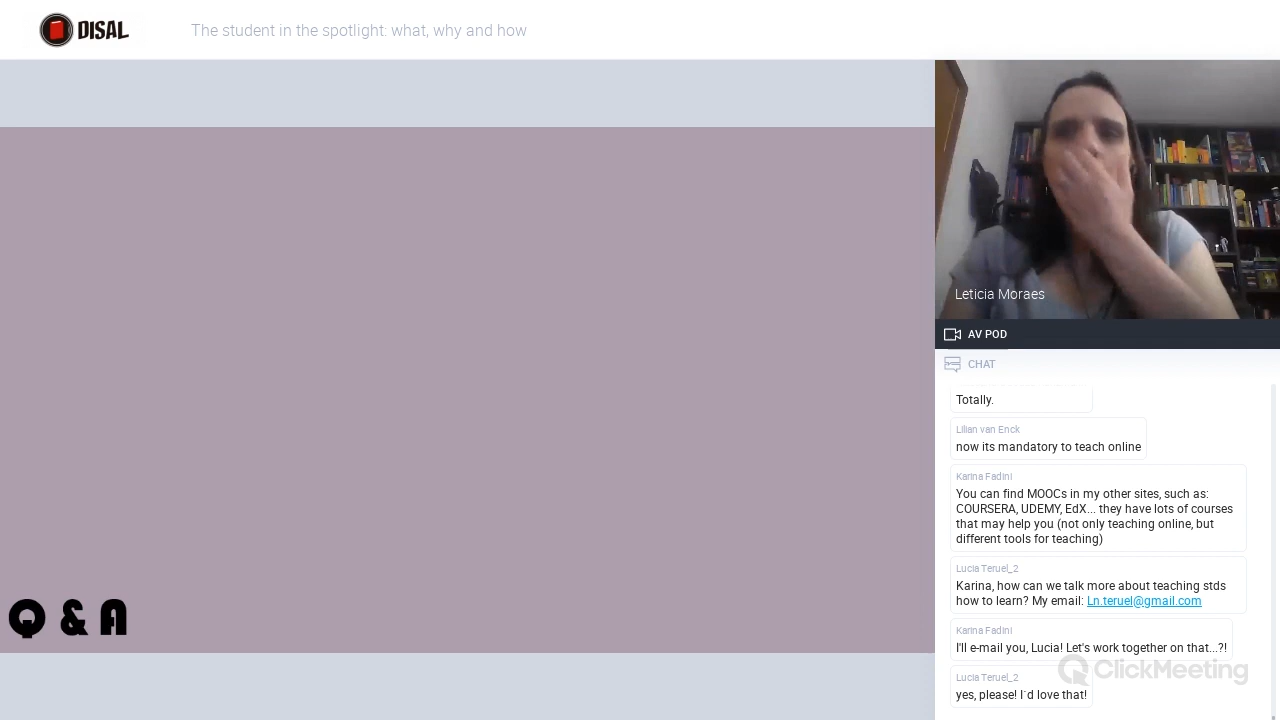 DISAL
The student in the spotlight: what, why and how
Leticia Moraes
AV POD
CHAT
Totally.
Lilian van Enck
now its mandatory to teach online
Karina Fadini
You can find MOOCs in my other sites, such as:
COURSERA, UDEMY, EdX... they have lots of courses
that may help you (not only teaching online, but
different tools for teaching)
Lucia Teruel_2
Karina, how can we talk more about teaching stds
how to learn? My email: Ln.teruel@gmail.com
Karina Fadini
I'll e-mail you, Lucia! Let's work together on that...?!
Lucia Teruel_2
yes, please! I`d love that!
ClickMeeting
Q & A